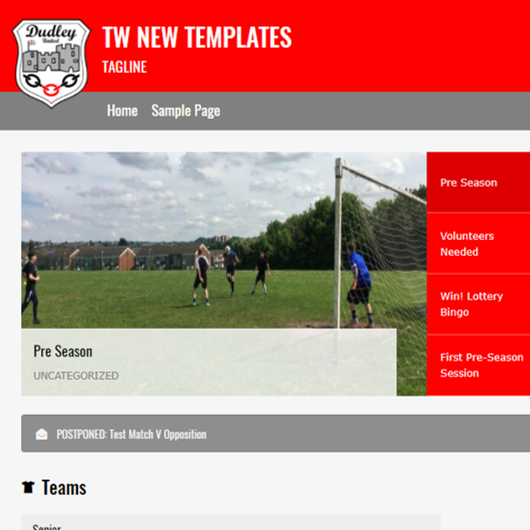 Dudley
United
TW NEW TEMPLATES
TAGLINE
Home Sample Page
Pre Season
Volunteers
Needed
Win! Lottery
Bingo
First Pre-Season
Session
Pre Season
UNCATEGORIZED
POSTPONED: Test Match V Opposition
Teams
Senior